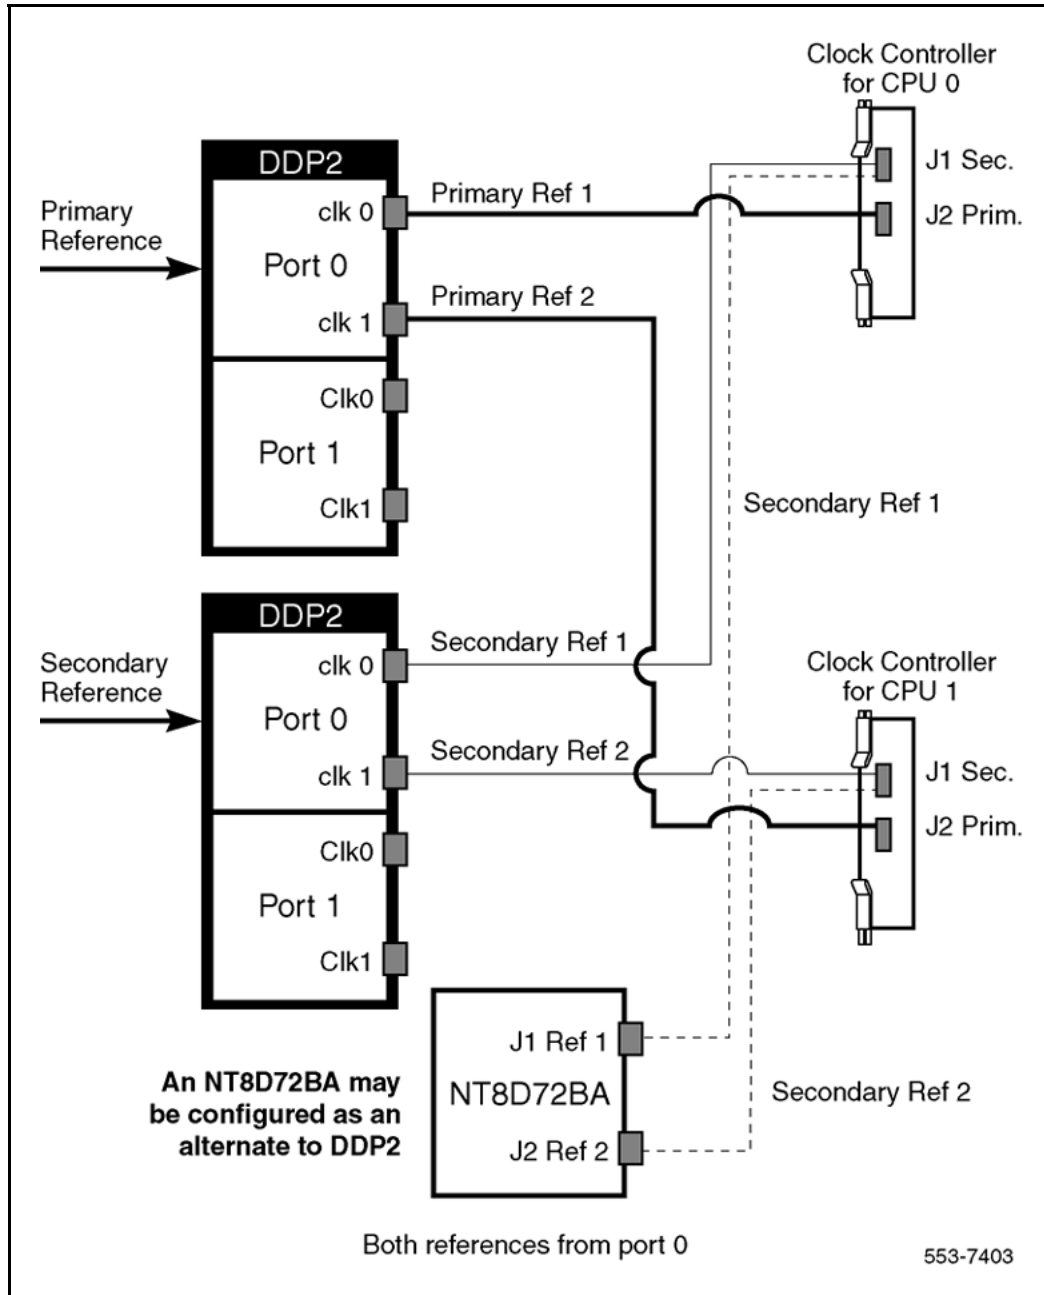 Clock Controller
for CPU 0
J1 Sec.
J2 Prim.
DDP2
Primary
Reference
clk 0
Port 0
clk 1
Primary Ref 1
Primary Ref 2
Clk0
Port 1
Clk1
Secondary Ref 1
DDP2
Secondary
Reference
clk 0
Port 0
clk 1
Secondary Ref 1
Secondary Ref 2
Clk0
Port 1
Clk1
Clock Controller
for CPU 1
J1 Sec.
J2 Prim.
J1 Ref 1
NT8D72BA
J2 Ref 2
Secondary Ref 2
An NT8D72BA may
be configured as an
alternate to DDP2
Both references from port 0
553-7403